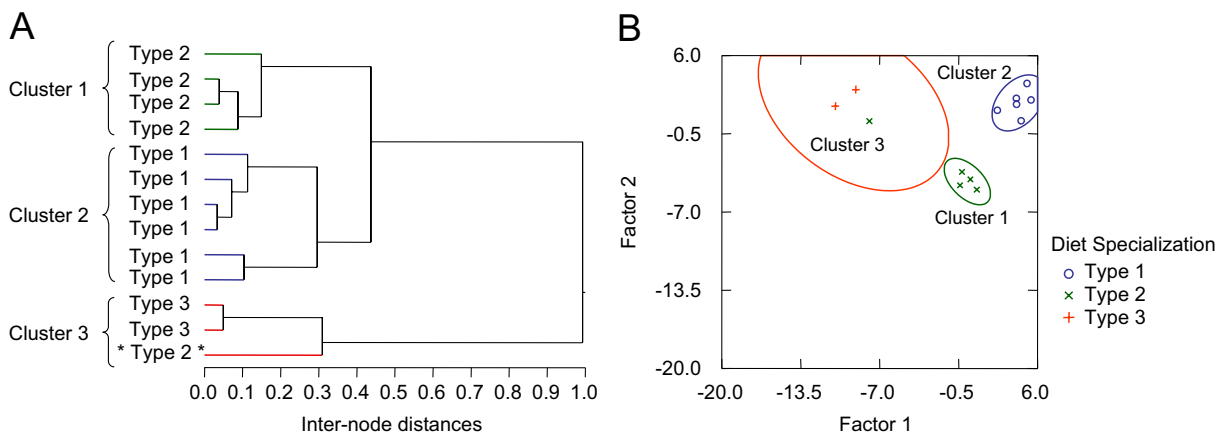 A
Cluster 1
Type 2
Type 2
Type 2
Type 2
Cluster 2
Type 1
Type 1
Type 1
Type 1
Type 1
Type 1
Cluster 3
Type 3
Type 3
* Type 2 *
0.0 0.1 0.2 0.3 0.4 0.5 0.6 0.7 0.8 0.9 1.0
Inter-node distances
B
6.0
-0.5
-7.0
-13.5
-20.0
Factor 2
Cluster 2
Cluster 3
Cluster 1
-20.0 -13.5 -7.0 -0.5 6.0
Factor 1
Diet Specialization
Type 1
Type 2
Type 3